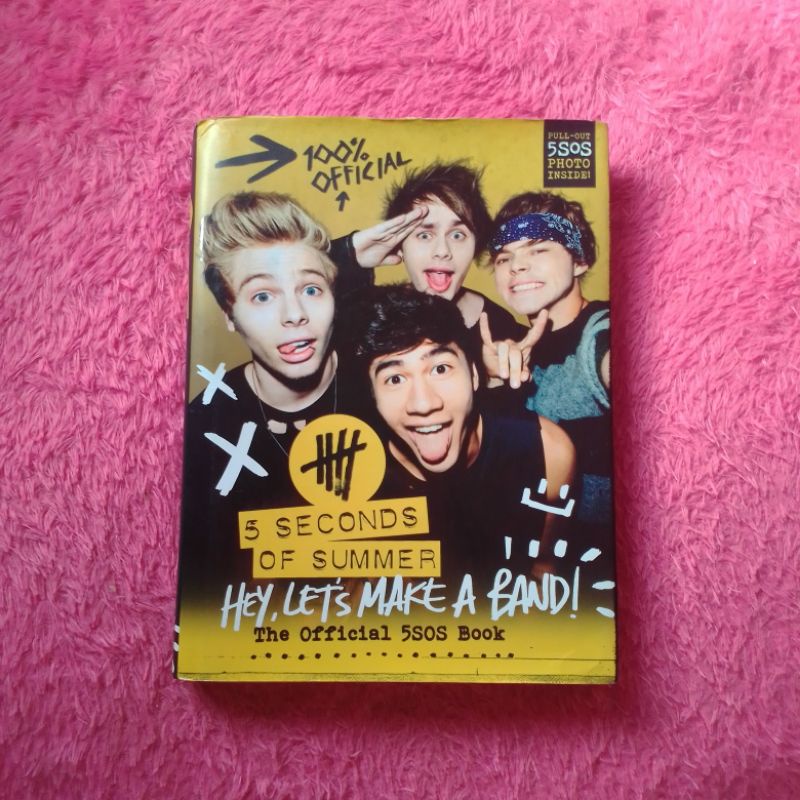 100%
OFFICIAL
PULL-OUT
5SOS
PHOTO
INSIDE!
5 SECONDS
OF SUMMER
HEY, LET'S MAKE A BAND!
The Official 5SOS Book